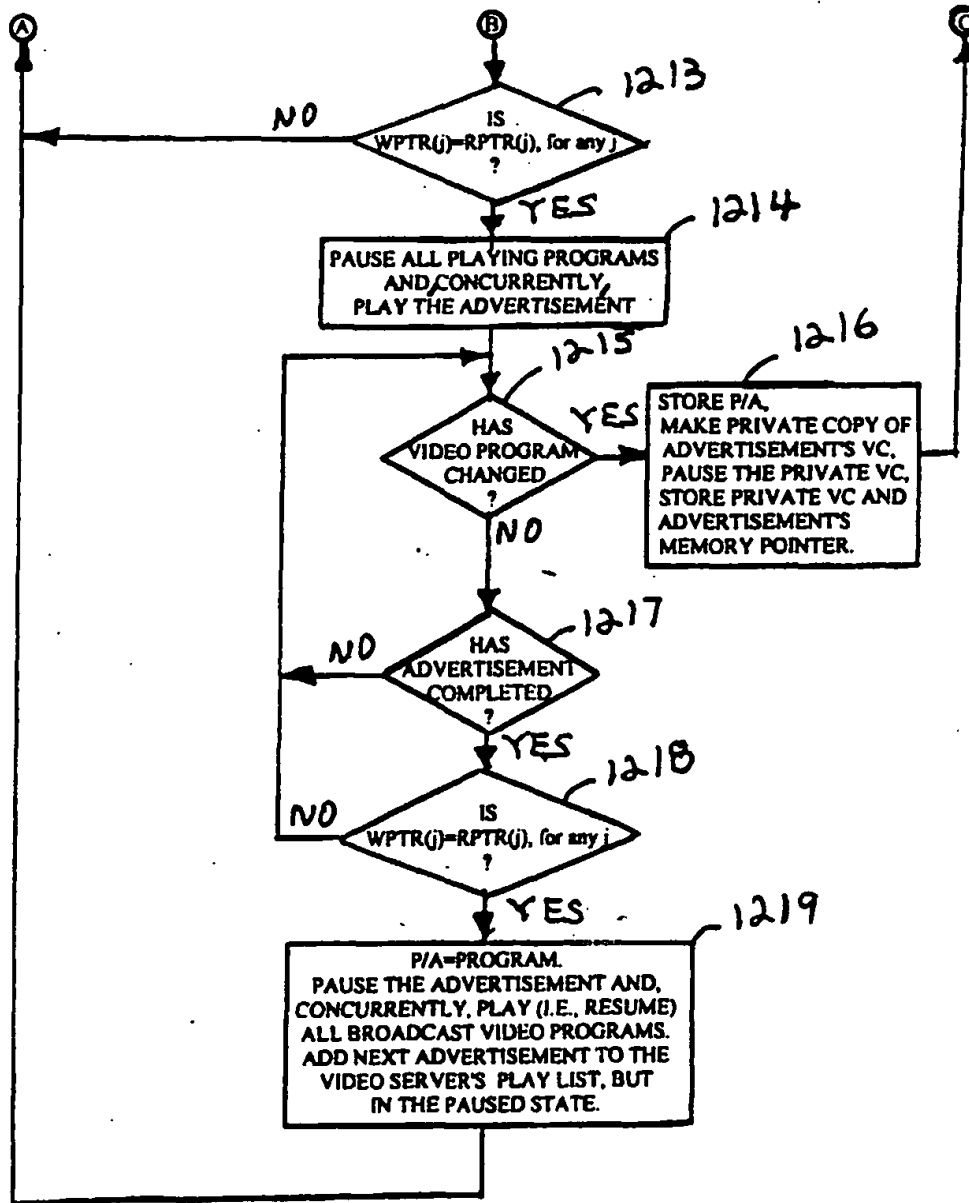 A
B
C
1213
NO
IS
WPTR(j)=RPTR(j), for any j
?
YES
1214
PAUSE ALL PLAYING PROGRAMS
AND, CONCURRENTLY,
PLAY THE ADVERTISEMENT
1215
HAS
VIDEO PROGRAM
CHANGED
?
YES
1216
STORE P/A,
MAKE PRIVATE COPY OF
ADVERTISEMENT'S VC,
PAUSE THE PRIVATE VC,
STORE PRIVATE VC AND
ADVERTISEMENT'S
MEMORY POINTER.
NO
1217
NO
HAS
ADVERTISEMENT
COMPLETED
?
YES
1218
NO
IS
WPTR(j)=RPTR(j), for any j
?
YES
1219
P/A=PROGRAM.
PAUSE THE ADVERTISEMENT AND,
CONCURRENTLY, PLAY (I.E., RESUME)
ALL BROADCAST VIDEO PROGRAMS.
ADD NEXT ADVERTISEMENT TO THE
VIDEO SERVER'S PLAY LIST, BUT
IN THE PAUSED STATE.